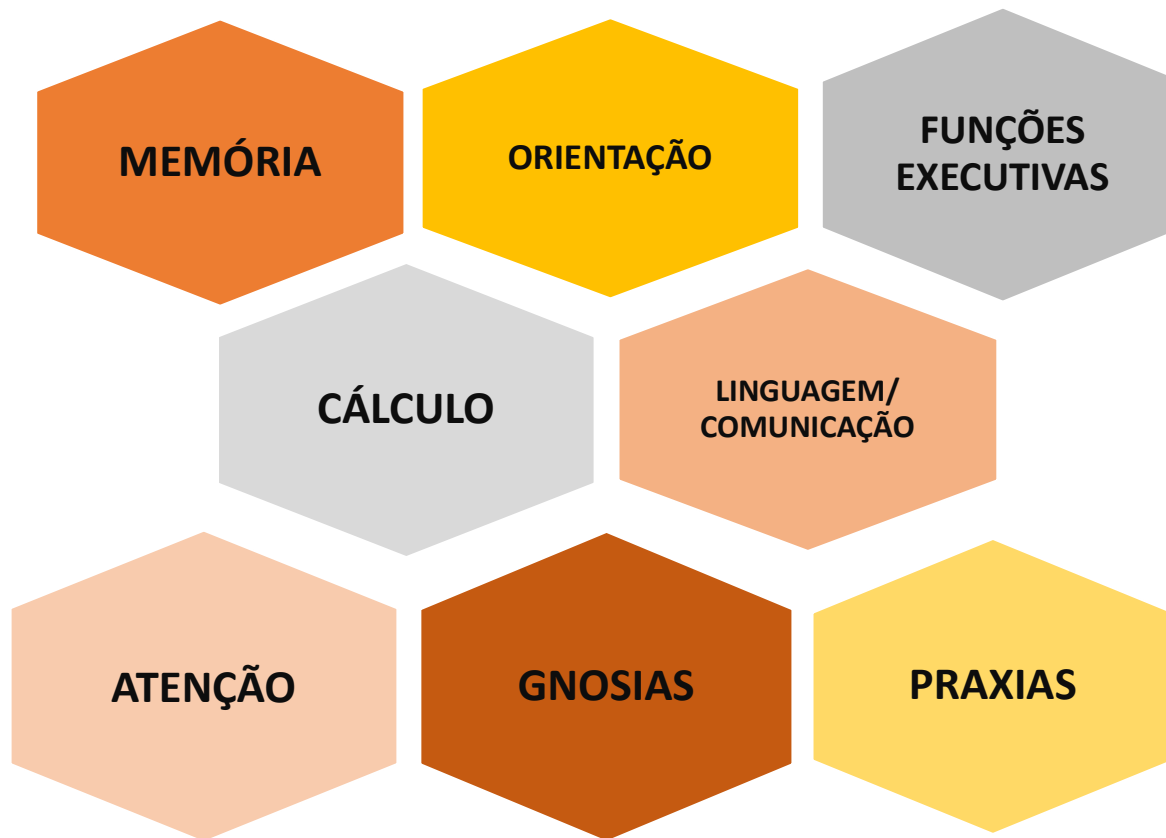 MEMÓRIA
ORIENTAÇÃO
FUNÇÕES
EXECUTIVAS
CÁLCULO
LINGUAGEM/
COMUNICAÇÃO
ATENÇÃO
GNOSIAS
PRAXIAS